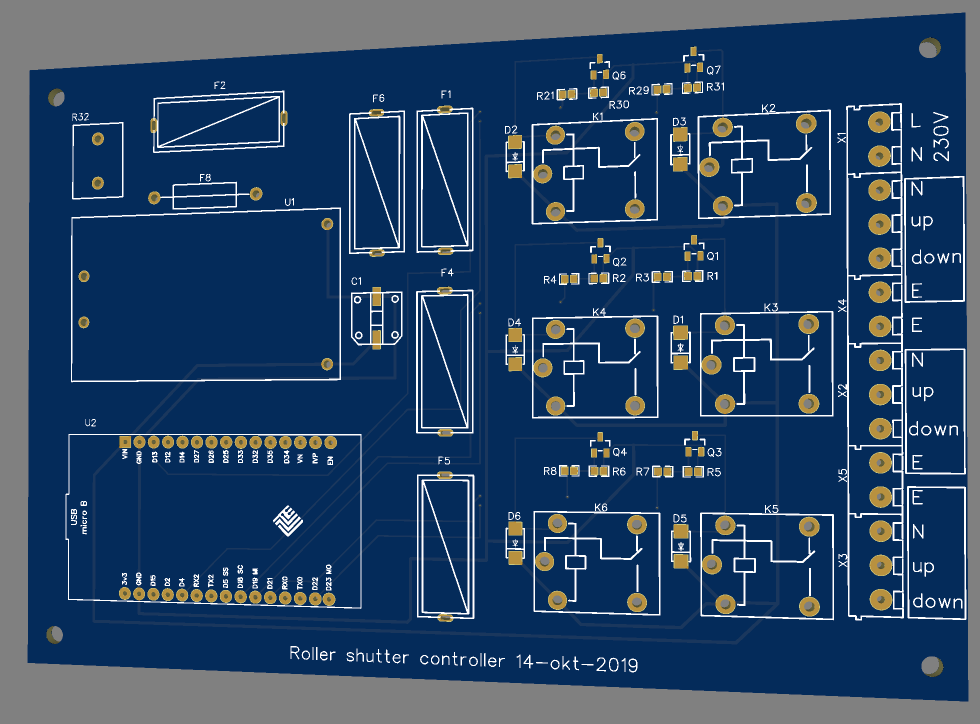 F2
F6
F1
R32
F8
U1
C1
F4
U2
F5
VIN GND D13 D12 D14 D27 D26 D25 D33 D32 D35 D34 VN VP EN
USB
micro B
3v3 GND D15 D2 D4 RX2 TX2 D5 SS D18 SC D19 MI D21 RX0 TX0 D22 D23 MO
Q6
Q7
R21
R30
R29
R31
D2
K1
D3
K2
Q2
Q1
R4
R2
R3
R1
D4
K4
D1
K3
Q4
Q3
R8
R6
R7
R5
D6
K6
D5
K5
X1
L
N
230V
N
up
down
X4
E
E
X2
N
up
down
X5
E
E
X3
N
up
down
Roller shutter controller 14-okt-2019